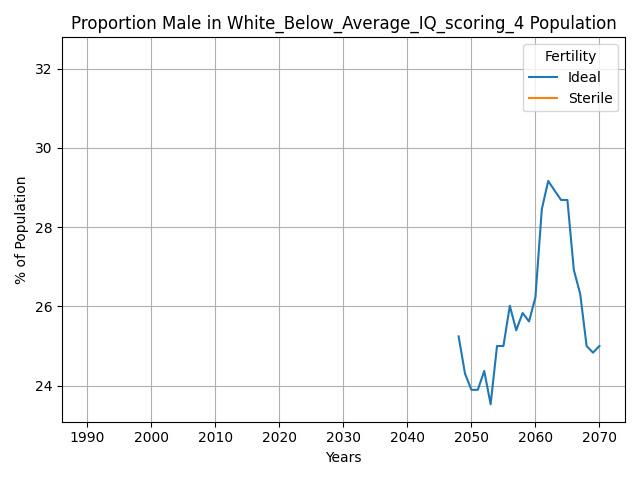 Proportion Male in White_Below_Average_IQ_scoring_4 Population
Fertility
Ideal
Sterile
% of Population
32
30
28
26
24
1990 2000 2010 2020 2030 2040 2050 2060 2070
Years